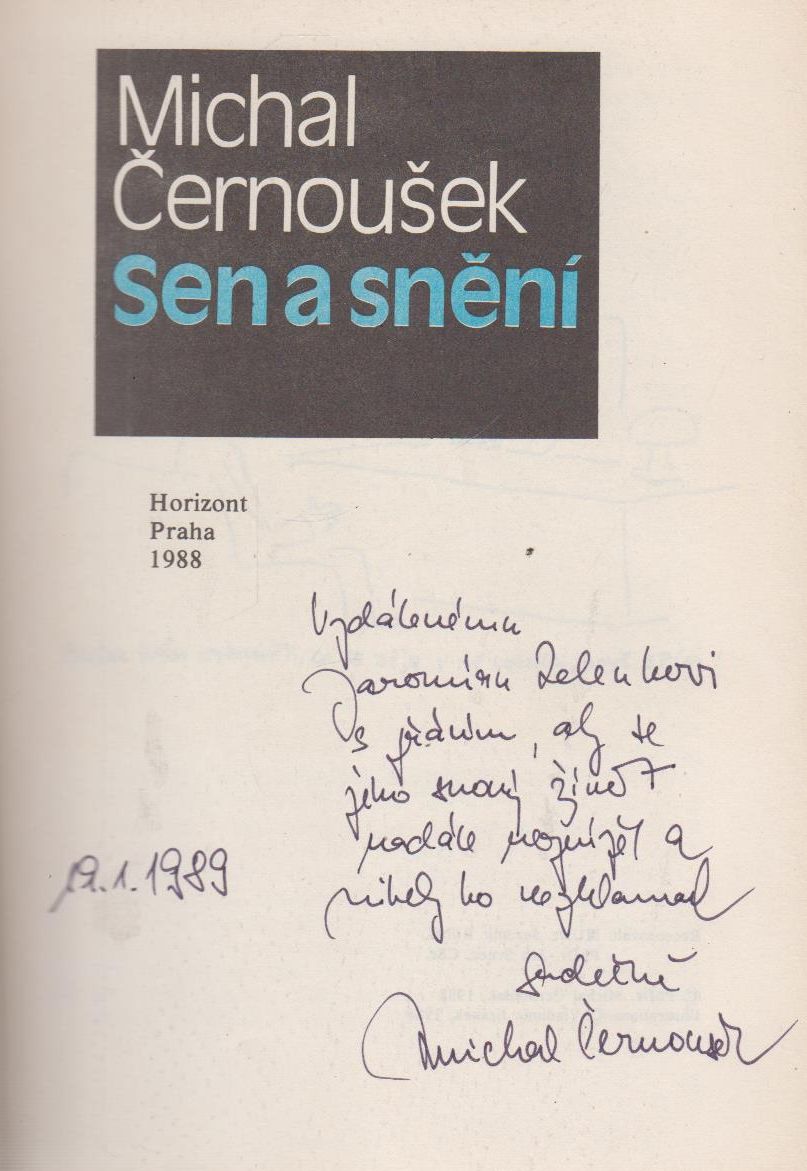 Michal
Černoušek
Sen a snění
Horizont
Praha
1988
Vzdálenému
Jaromíru Zelenkovi
s přáním, aby se
jeho snový život
nadále rozvíjel a
nikdy ho nezklamal
19.1.1989
Srdečně
Michal Černoušek